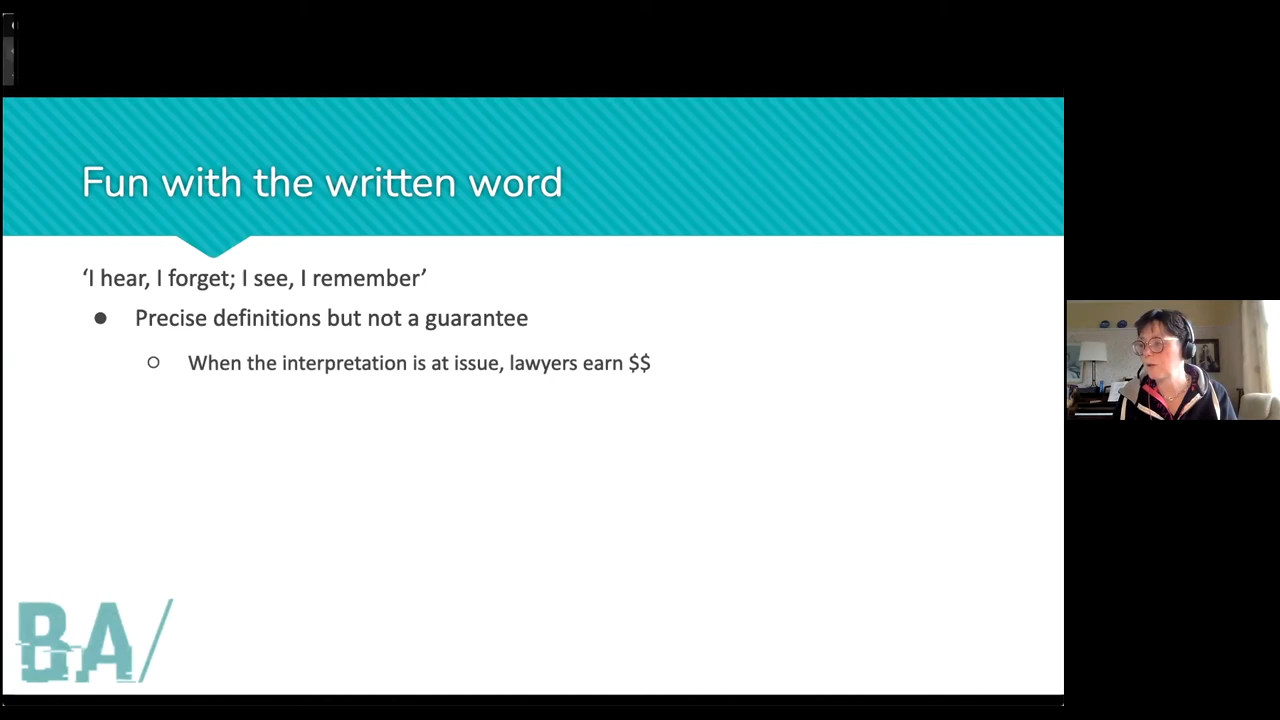 Fun with the written word
‘I hear, I forget; I see, I remember’
● Precise definitions but not a guarantee
○ When the interpretation is at issue, lawyers earn $$
BA/